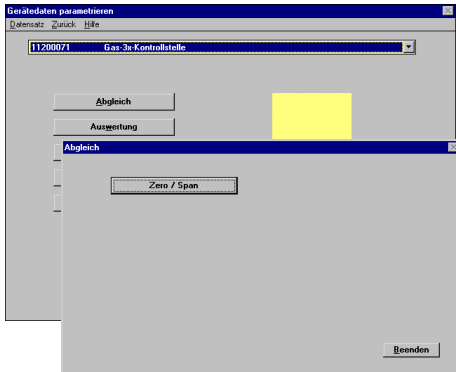 Gerätedaten parametrieren
Datensatz Zurück Hilfe
11200071 Gas-3x-Kontrollstelle
Abgleich
Auswertung
Abgleich
Zero / Span
Beenden